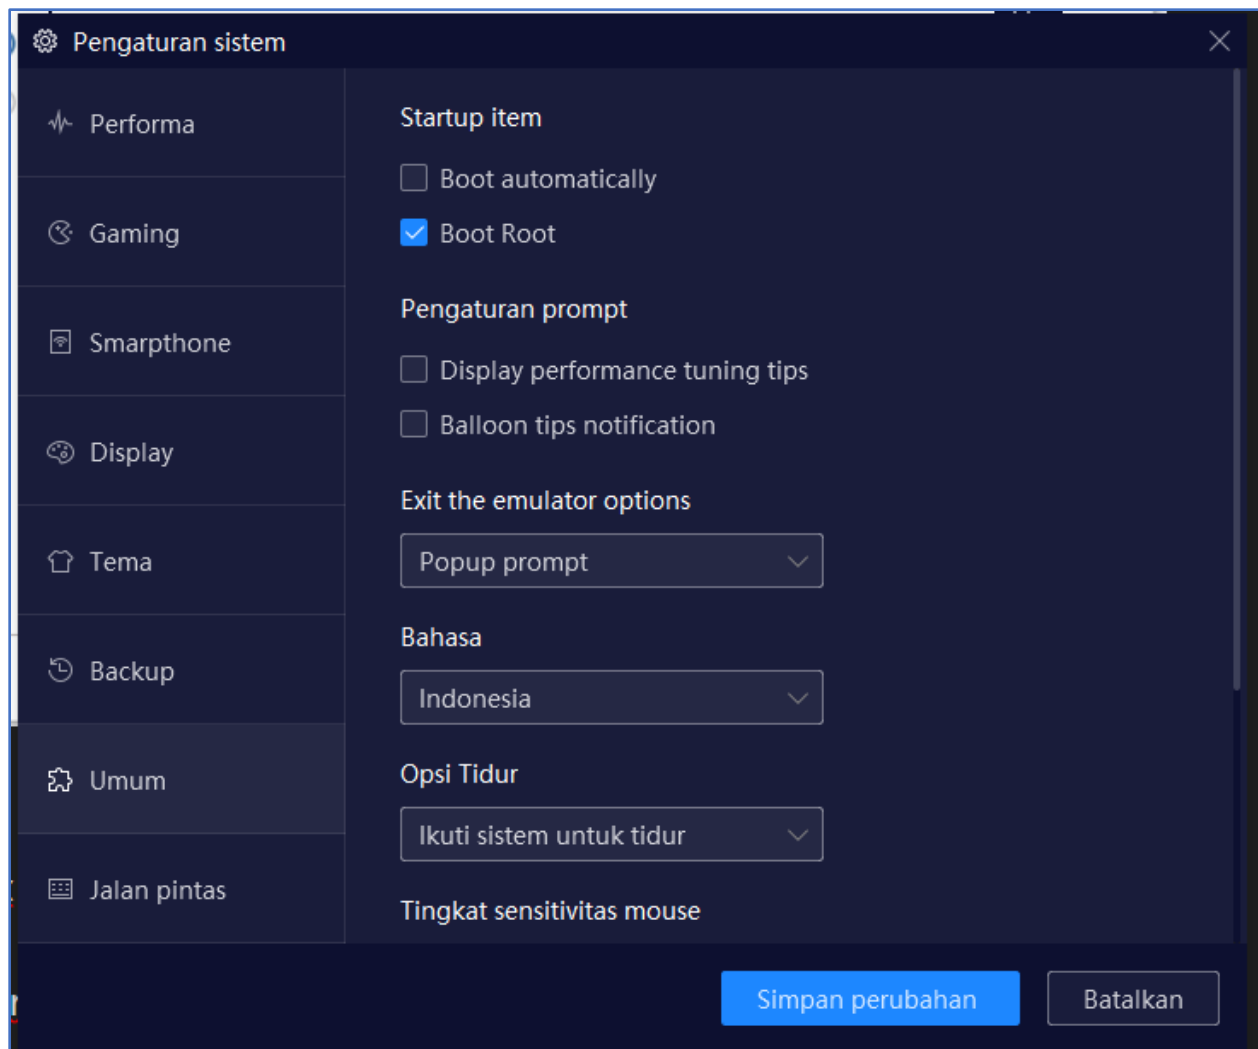 Pengaturan sistem
Performa
Gaming
Smarpthone
Display
Tema
Backup
Umum
Jalan pintas
Startup item
Boot automatically
Boot Root
Pengaturan prompt
Display performance tuning tips
Balloon tips notification
Exit the emulator options
Popup prompt
Bahasa
Indonesia
Opsi Tidur
Ikuti sistem untuk tidur
Tingkat sensitivitas mouse
Simpan perubahan
Batalkan